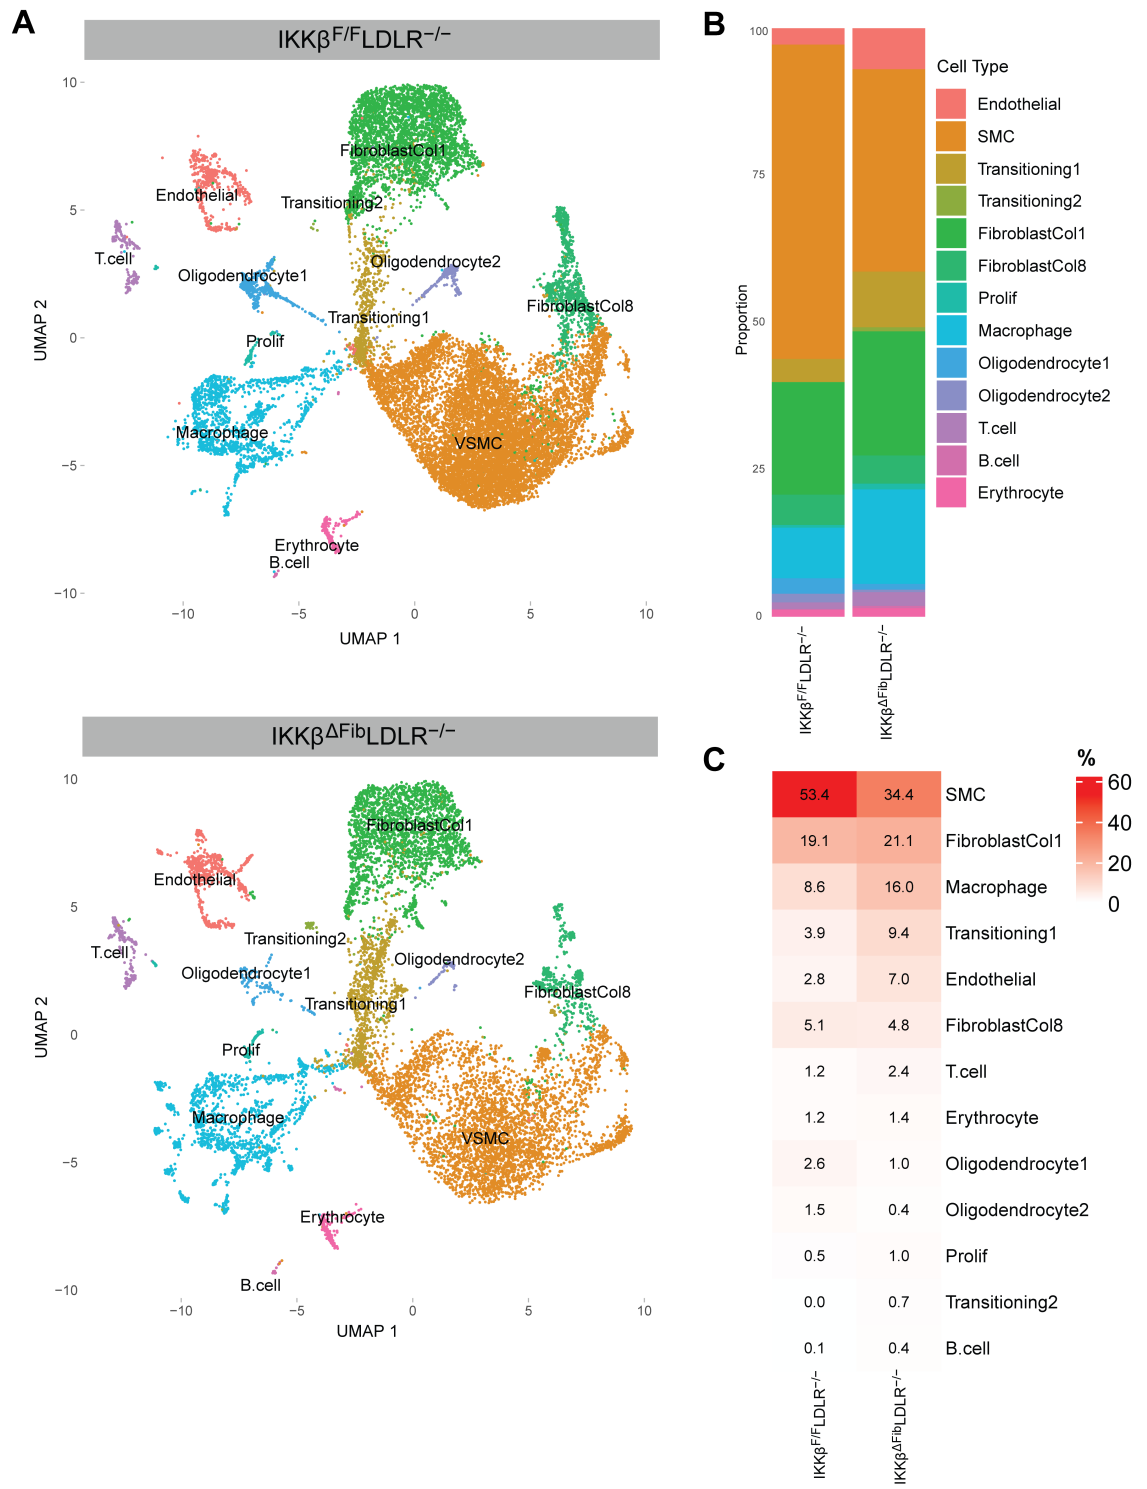 A
IKKβF/FLDLR−/−
10
5
0
−5
−10
UMAP 2
FibroblastCol1
Endothelial
Transitioning2
T.cell
Oligodendrocyte1
Oligodendrocyte2
FibroblastCol8
Transitioning1
Prolif
Macrophage
VSMC
Erythrocyte
B.cell
−10
−5
0
5
10
UMAP 1
IKKβΔFibLDLR−/−
10
5
0
−5
−10
UMAP 2
FibroblastCol1
Endothelial
Transitioning2
T.cell
Oligodendrocyte1
Oligodendrocyte2
FibroblastCol8
Transitioning1
Prolif
Macrophage
VSMC
Erythrocyte
B.cell
−10
−5
0
5
10
UMAP 1
B
100
75
50
25
0
Proportion
IKKβF/FLDLR−/−
IKKβΔFibLDLR−/−
Cell Type
Endothelial
SMC
Transitioning1
Transitioning2
FibroblastCol1
FibroblastCol8
Prolif
Macrophage
Oligodendrocyte1
Oligodendrocyte2
T.cell
B.cell
Erythrocyte
C
53.4 34.4 SMC
19.1 21.1 FibroblastCol1
8.6 16.0 Macrophage
3.9 9.4 Transitioning1
2.8 7.0 Endothelial
5.1 4.8 FibroblastCol8
1.2 2.4 T.cell
1.2 1.4 Erythrocyte
2.6 1.0 Oligodendrocyte1
1.5 0.4 Oligodendrocyte2
0.5 1.0 Prolif
0.0 0.7 Transitioning2
0.1 0.4 B.cell
IKKβF/FLDLR−/−
IKKβΔFibLDLR−/−
%
60
40
20
0